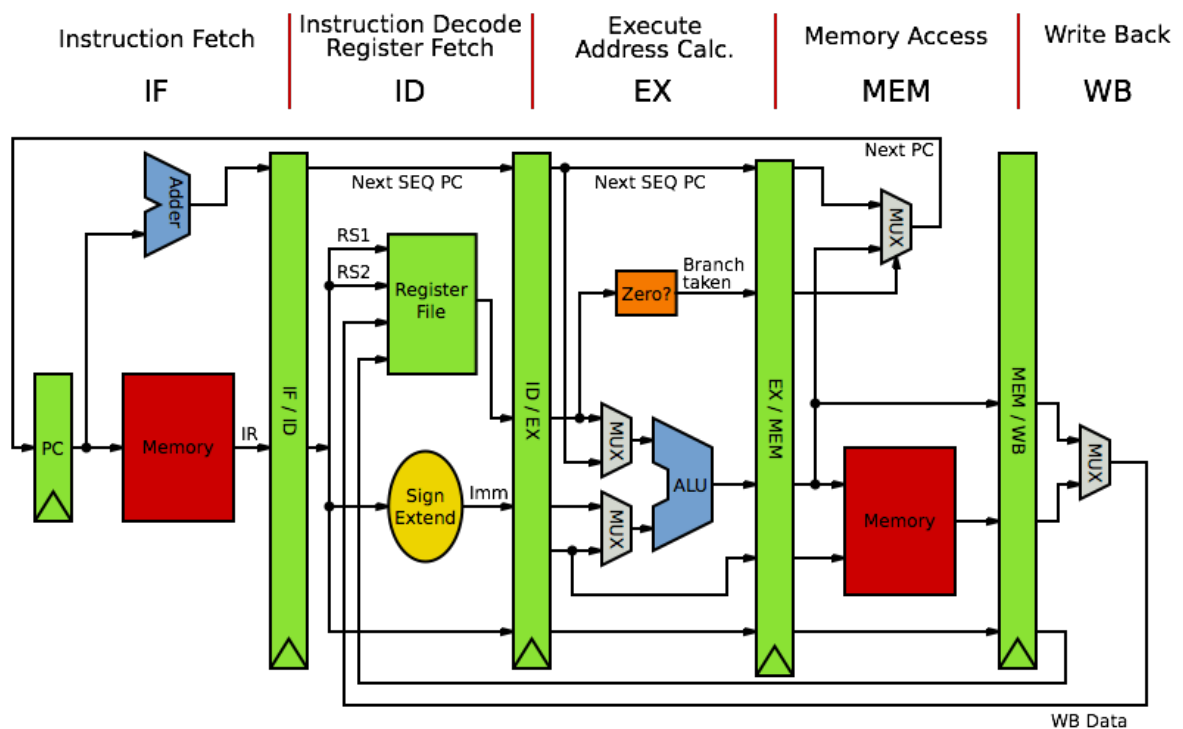 Instruction Fetch
IF
Instruction Decode
Register Fetch
ID
Execute
Address Calc.
EX
Memory Access
MEM
Write Back
WB
Next PC
Adder
Next SEQ PC
Next SEQ PC
MUX
RS1
RS2
Register
File
Branch
taken
Zero?
PC
Memory
IR
IF / ID
Sign
Extend
Imm
ID / EX
MUX
MUX
ALU
EX / MEM
Memory
MEM / WB
MUX
WB Data